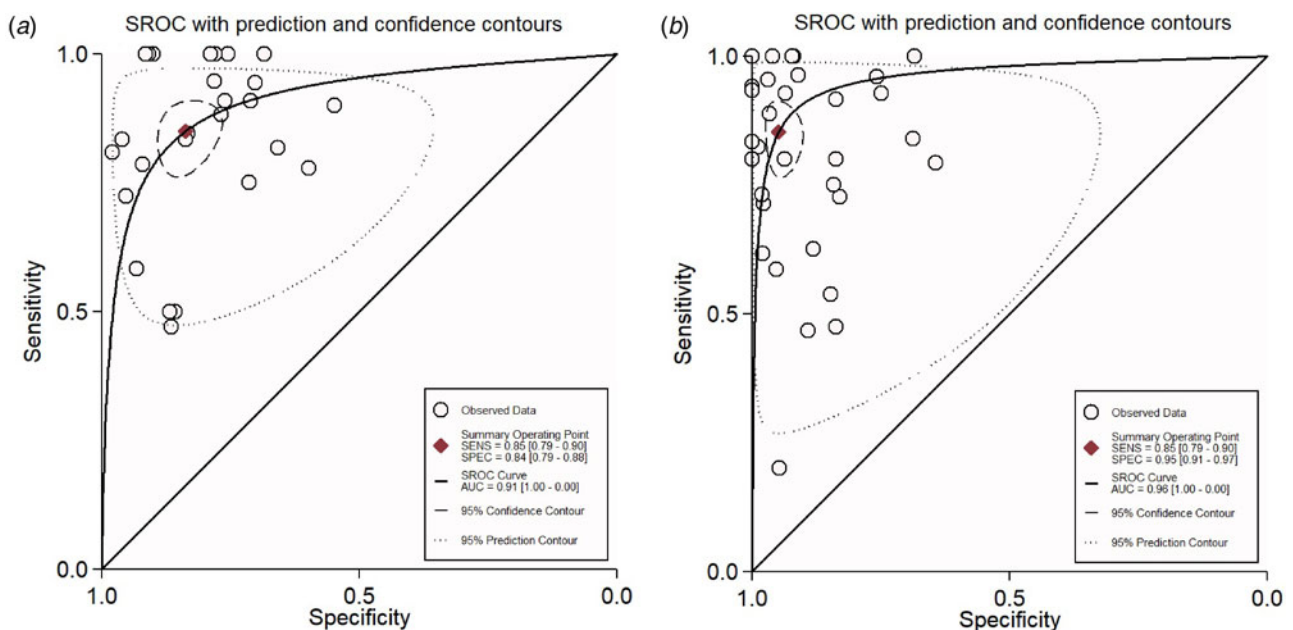 (a)
SROC with prediction and confidence contours
1.0
Sensitivity
0.5
0.0
1.0
0.5
0.0
Specificity
Observed Data
Summary Operating Point
SENS = 0.85 [0.79 - 0.90]
SPEC = 0.84 [0.79 - 0.88]
SROC Curve
AUC = 0.91 [1.00 - 0.00]
95% Confidence Contour
95% Prediction Contour
(b)
SROC with prediction and confidence contours
1.0
Sensitivity
0.5
0.0
1.0
0.5
0.0
Specificity
Observed Data
Summary Operating Point
SENS = 0.85 [0.79 - 0.90]
SPEC = 0.95 [0.91 - 0.97]
SROC Curve
AUC = 0.96 [1.00 - 0.00]
95% Confidence Contour
95% Prediction Contour